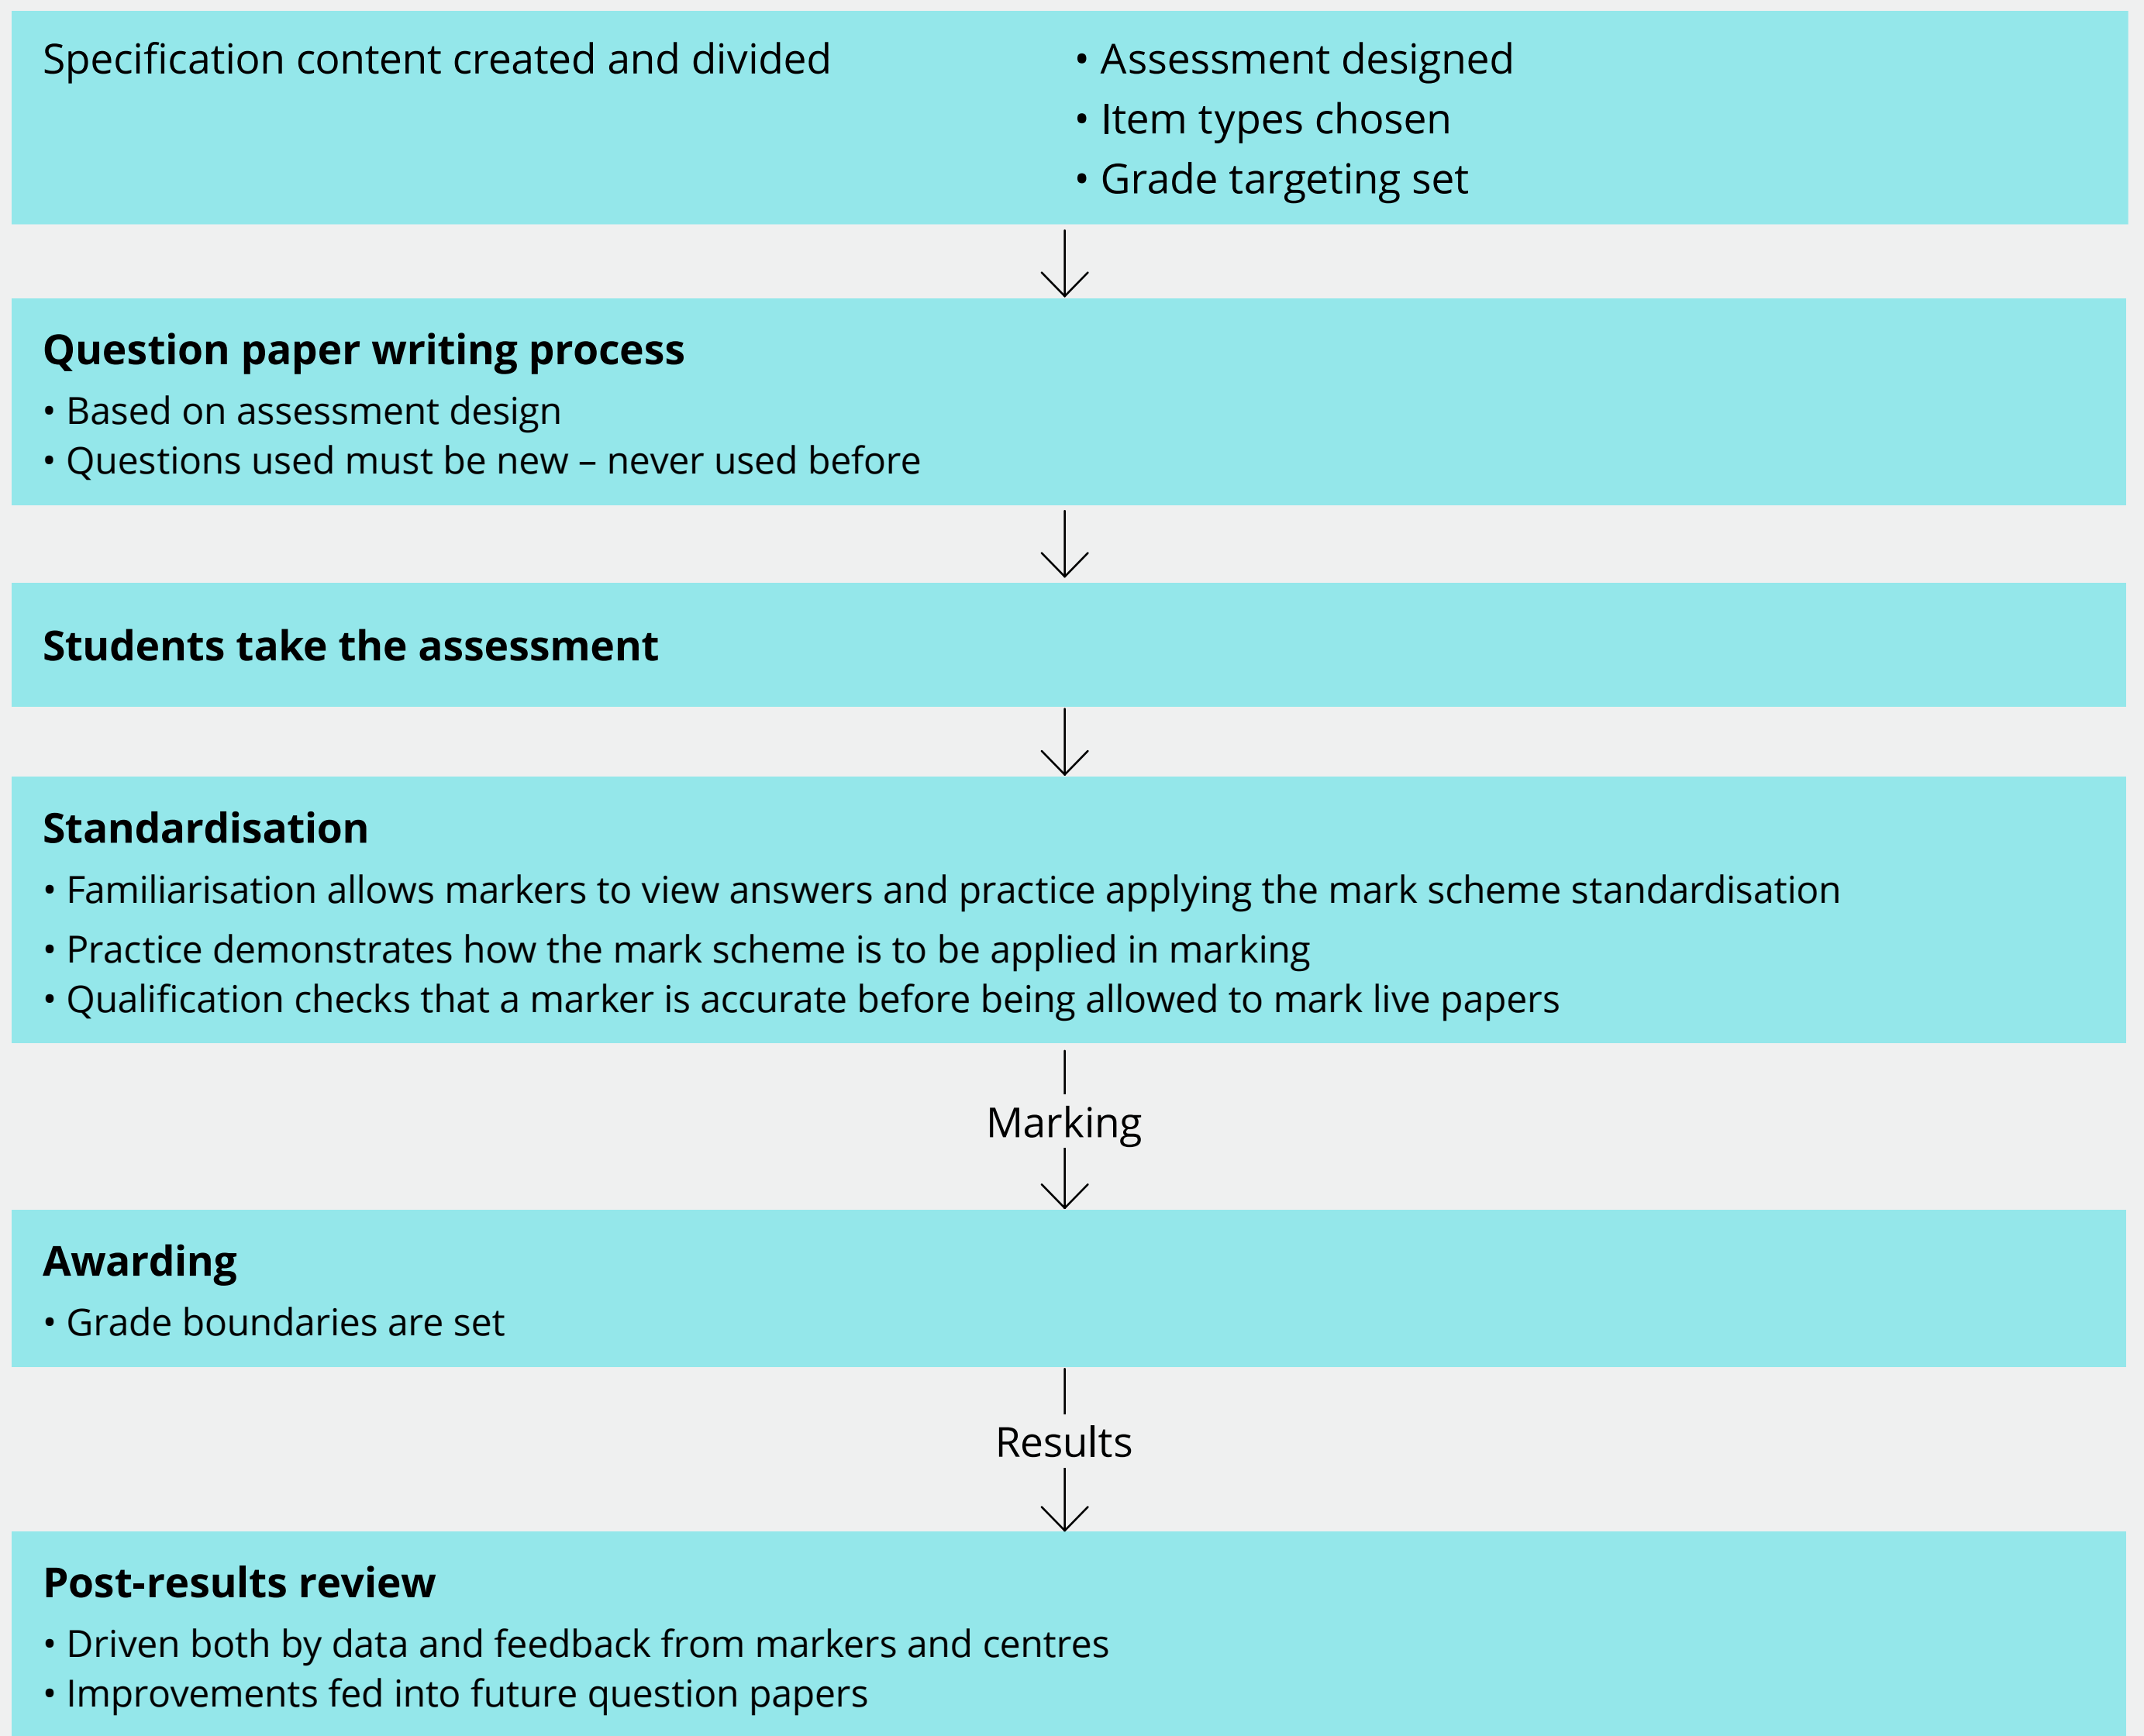 Specification content created and divided
• Assessment designed
• Item types chosen
• Grade targeting set
Question paper writing process
• Based on assessment design
• Questions used must be new – never used before
Students take the assessment
Standardisation
• Familiarisation allows markers to view answers and practice applying the mark scheme standardisation
• Practice demonstrates how the mark scheme is to be applied in marking
• Qualification checks that a marker is accurate before being allowed to mark live papers
Marking
Awarding
• Grade boundaries are set
Results
Post-results review
• Driven both by data and feedback from markers and centres
• Improvements fed into future question papers